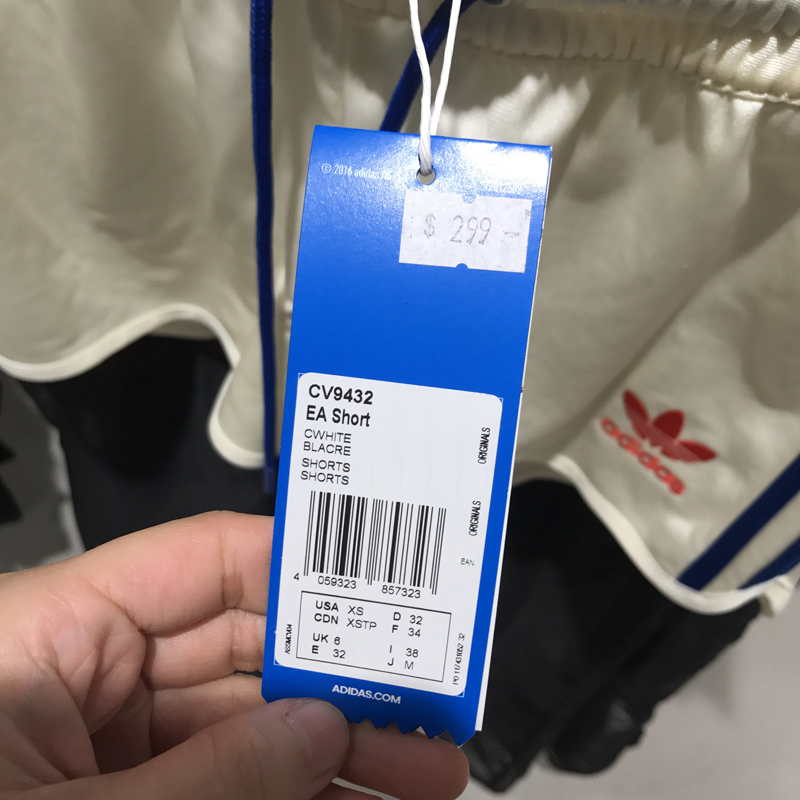 © 2016 adidas AG
$ 299 -
CV9432
EA Short
CWHITE
BLACRE
SHORTS
SHORTS
ORIGINALS
ORIGINALS
EAN
4 059323 857323
USA XS D 32
CDN XSTP F 34
UK 6 I 38
E 32 J M
ADIDAS.COM
adidas